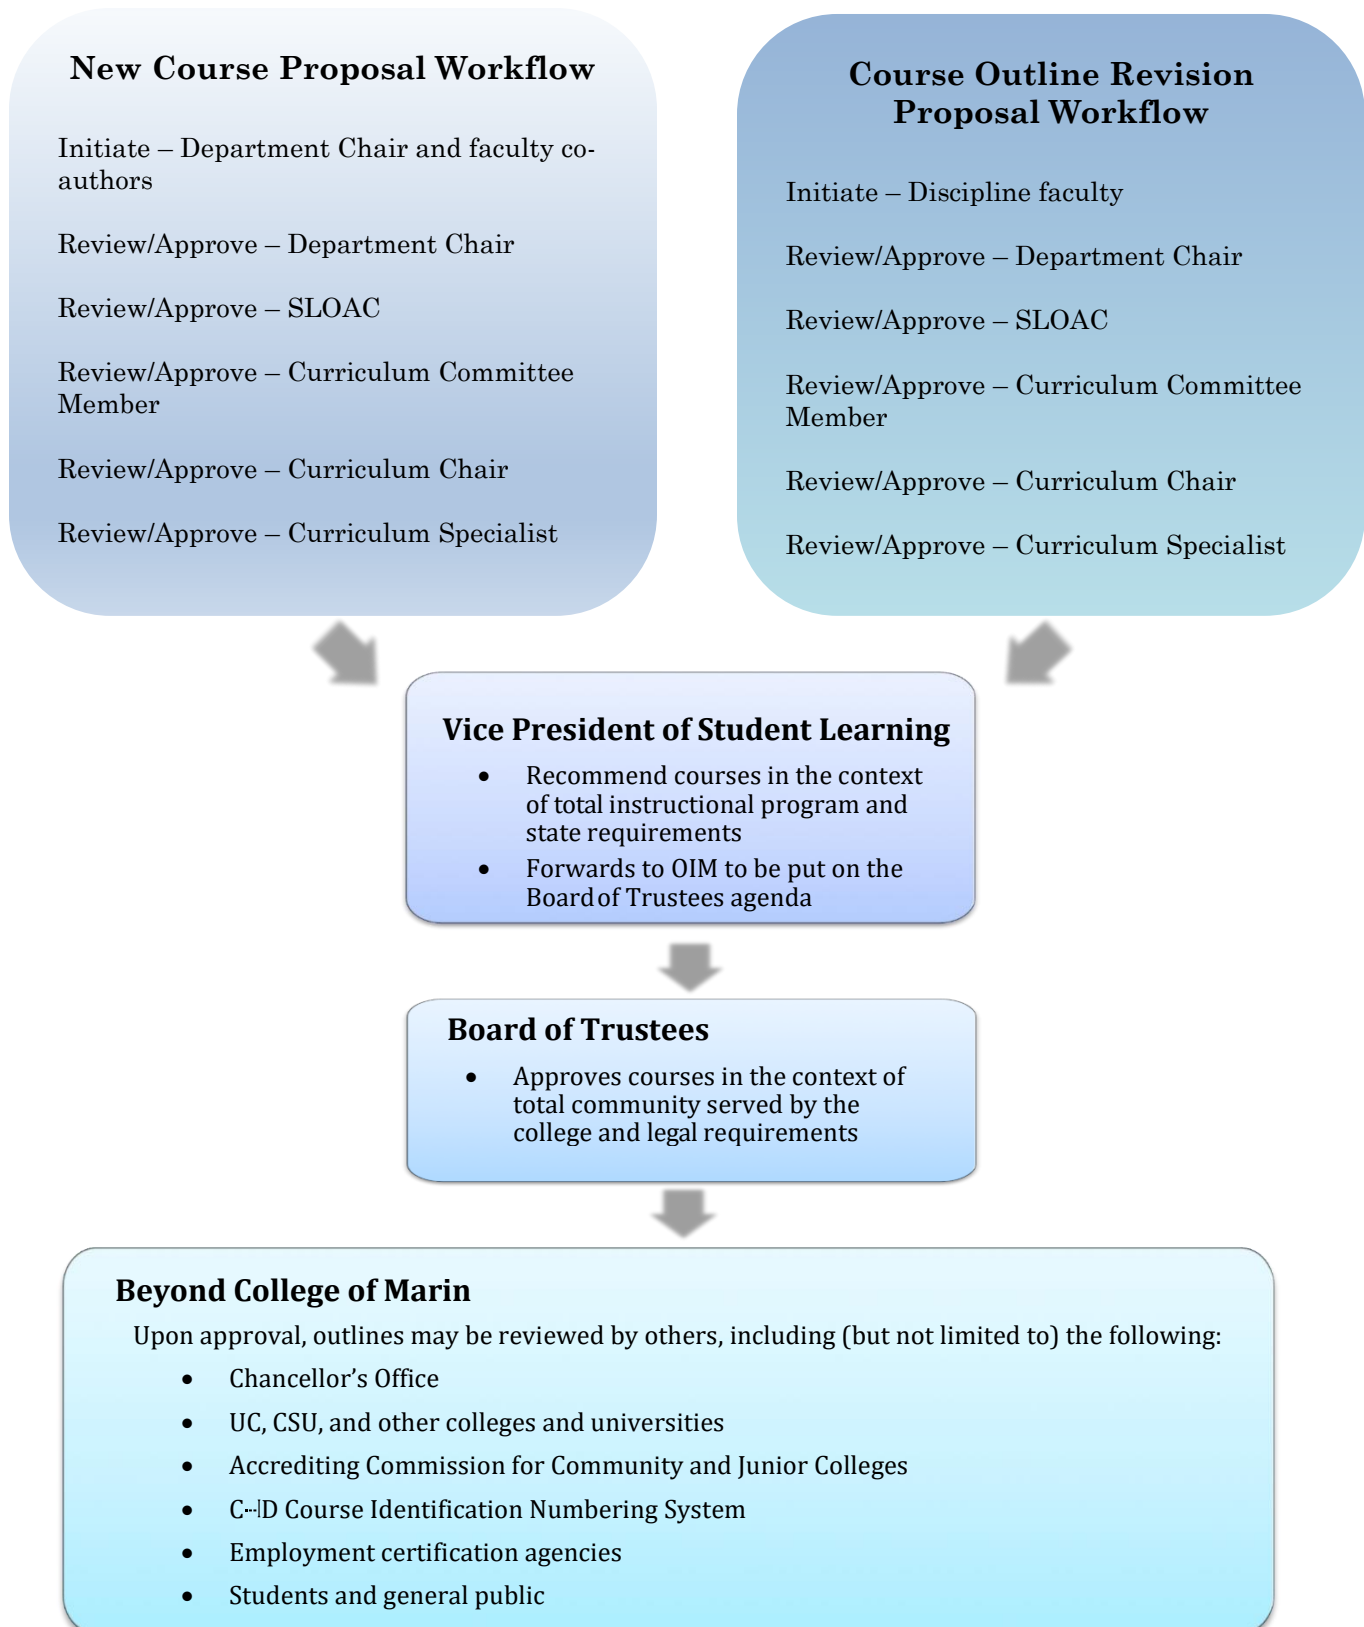 New Course Proposal Workflow
Initiate – Department Chair and faculty co-
authors
Review/Approve – Department Chair
Review/Approve – SLOAC
Review/Approve – Curriculum Committee
Member
Review/Approve – Curriculum Chair
Review/Approve – Curriculum Specialist
Course Outline Revision
Proposal Workflow
Initiate – Discipline faculty
Review/Approve – Department Chair
Review/Approve – SLOAC
Review/Approve – Curriculum Committee
Member
Review/Approve – Curriculum Chair
Review/Approve – Curriculum Specialist
Vice President of Student Learning
• Recommend courses in the context
of total instructional program and
state requirements
• Forwards to OIM to be put on the
Board of Trustees agenda
Board of Trustees
• Approves courses in the context of
total community served by the
college and legal requirements
Beyond College of Marin
Upon approval, outlines may be reviewed by others, including (but not limited to) the following:
• Chancellor’s Office
• UC, CSU, and other colleges and universities
• Accrediting Commission for Community and Junior Colleges
• C-ID Course Identification Numbering System
• Employment certification agencies
• Students and general public